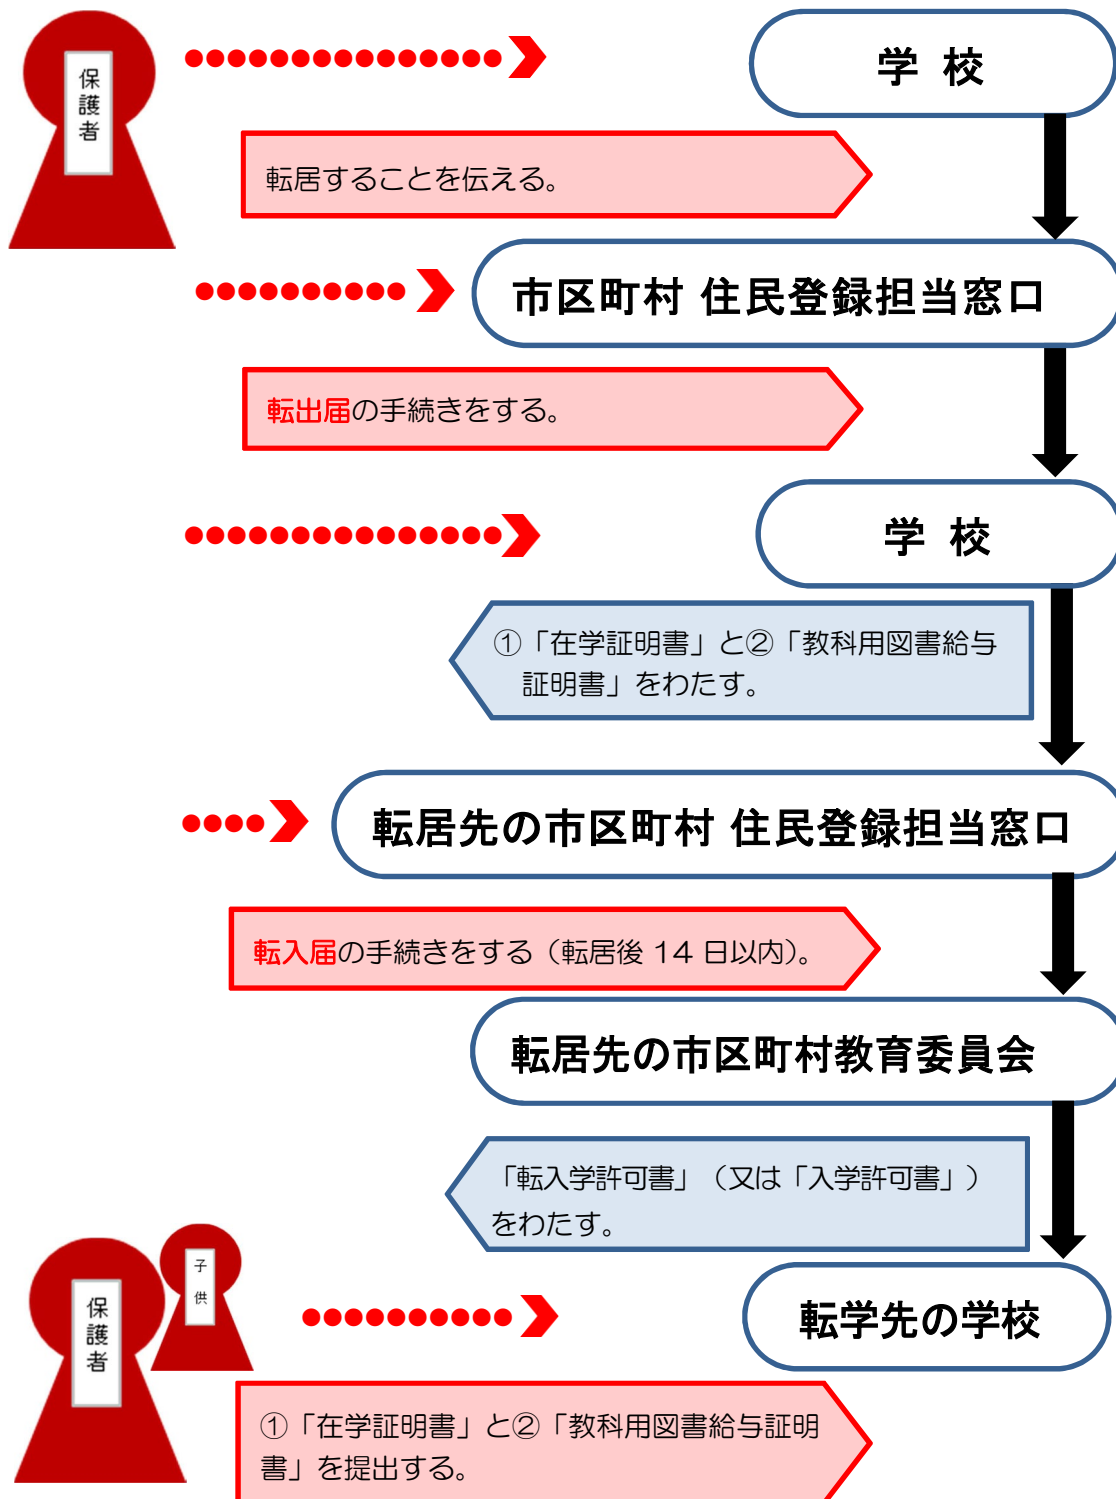 保護者
学 校
転居することを伝える。
市区町村 住民登録担当窓口
転出届の手続きをする。
学 校
①「在学証明書」と②「教科用図書給与
証明書」をわたす。
転居先の市区町村 住民登録担当窓口
転入届の手続きをする（転居後 14 日以内）。
転居先の市区町村教育委員会
「転入学許可書」（又は「入学許可書」）
をわたす。
子供
保護者
転学先の学校
①「在学証明書」と②「教科用図書給与証明
書」を提出する。